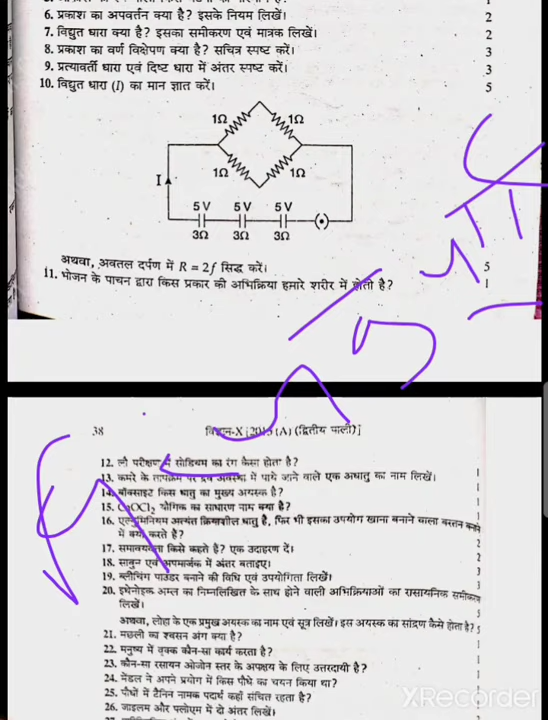 6. प्रकाश का अपवर्तन क्या है? इसके नियम लिखें। 2
7. विद्युत धारा क्या है? इसका समीकरण एवं मात्रक लिखें। 2
8. प्रकाश का वर्ण विक्षेपण क्या है? सचित्र स्पष्ट करें। 3
9. प्रत्यावर्ती धारा एवं दिष्ट धारा में अंतर स्पष्ट करें। 3
10. विद्युत धारा (I) का मान ज्ञात करें। 5
1Ω 1Ω
1Ω 1Ω
I
5 V 5 V 5 V
3Ω 3Ω 3Ω
अथवा, अवतल दर्पण में R = 2f सिद्ध करें। 5
11. भोजन के पाचन द्वारा किस प्रकार की अभिक्रिया हमारे शरीर में होती है? 1
38 विज्ञान-X [2015 (A) (द्वितीय पाली)]
12. लौ परीक्षण में सोडियम का रंग कैसा होता है? 1
13. कमरे के तापक्रम पर द्रव अवस्था में पाये जाने वाले एक अधातु का नाम लिखें। 1
14. बॉक्साइट किस धातु का मुख्य अयस्क है? 1
15. CaOCl₂ यौगिक का साधारण नाम क्या है? 1
16. एल्युमिनियम अत्यंत क्रियाशील धातु है, फिर भी इसका उपयोग खाना बनाने वाला बरतन बनाने
में क्यों करते हैं? 2
17. समावयवता किसे कहते हैं? एक उदाहरण दें। 2
18. साबुन एवं अपमार्जक में अंतर बताइए। 2
19. ब्लीचिंग पाउडर बनाने की विधि एवं उपयोगिता लिखें। 3
20. इथेनोइक अम्ल का निम्नलिखित के साथ होने वाली अभिक्रियाओं का रासायनिक समीकरण
लिखें। 5
अथवा, लोहा के एक प्रमुख अयस्क का नाम एवं सूत्र लिखें। इस अयस्क का सांद्रण कैसे होता है? 5
21. मछली का श्वसन अंग क्या है? 1
22. मनुष्य में वृक्क कौन-सा कार्य करता है? 1
23. कौन-सा रसायन ओजोन स्तर के अपक्षय के लिए उत्तरदायी है? 1
24. मेंडल ने अपने प्रयोग में किस पौधे का चयन किया था? 1
25. पौधों में टैनिन नामक पदार्थ कहाँ संचित रहता है? 1
26. जाइलम और फ्लोएम में दो अंतर लिखें।
XRecorder